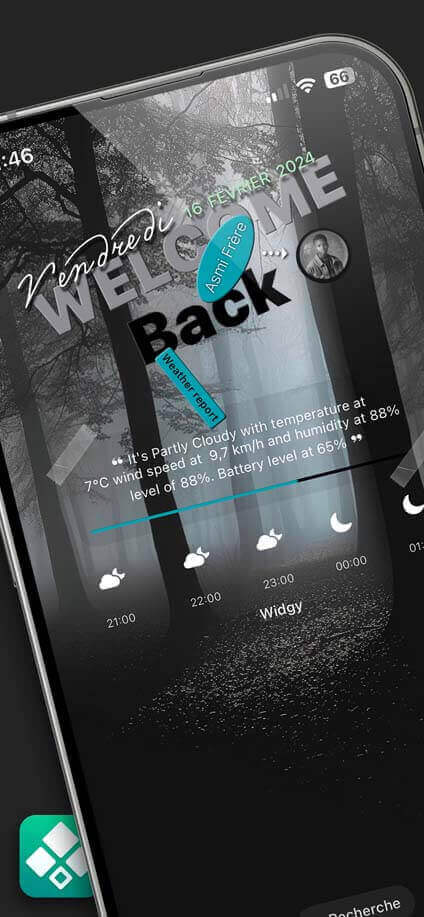 :46
66
Vendredi
16 FÉVRIER 2024
WELCOME
Asmi Frère
Back
Weather report
❝ It's Partly Cloudy with temperature at
7°C wind speed at 9,7 km/h and humidity at 88%
level of 88%. Battery level at 65% ❞
21:00
22:00
23:00
00:00
01:
Widgy
Recherche